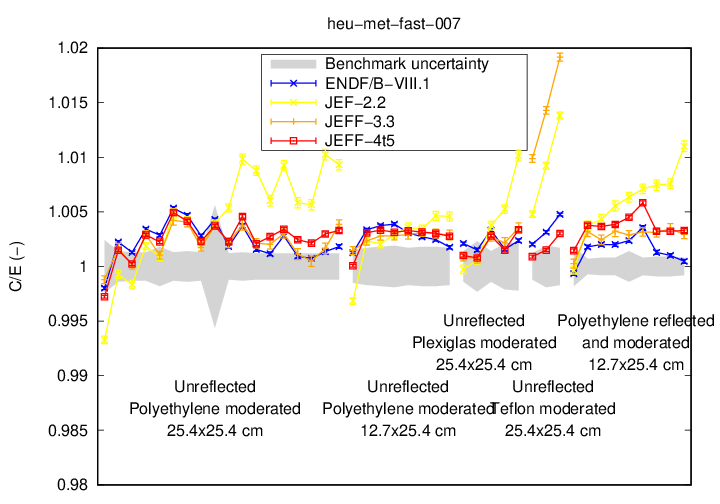 heu-met-fast-007
1.02
1.015
1.01
1.005
1
0.995
0.99
0.985
0.98
C/E (-)
Benchmark uncertainty
ENDF/B-VIII.1
JEF-2.2
JEFF-3.3
JEFF-4t5
Unreflected
Polyethylene moderated
25.4x25.4 cm
Unreflected
Polyethylene moderated
12.7x25.4 cm
Unreflected
Plexiglas moderated
25.4x25.4 cm
Unreflected
Teflon moderated
25.4x25.4 cm
Polyethylene reflected
and moderated
12.7x25.4 cm